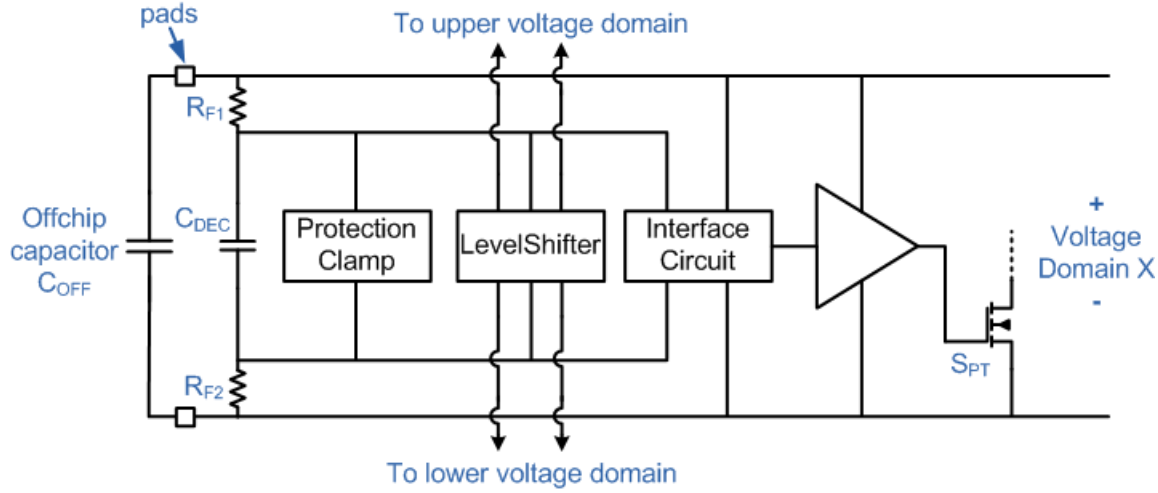 pads
To upper voltage domain
RF1
Offchip
capacitor
COFF
CDEC
Protection
Clamp
LevelShifter
Interface
Circuit
+
Voltage
Domain X
-
SPT
RF2
To lower voltage domain